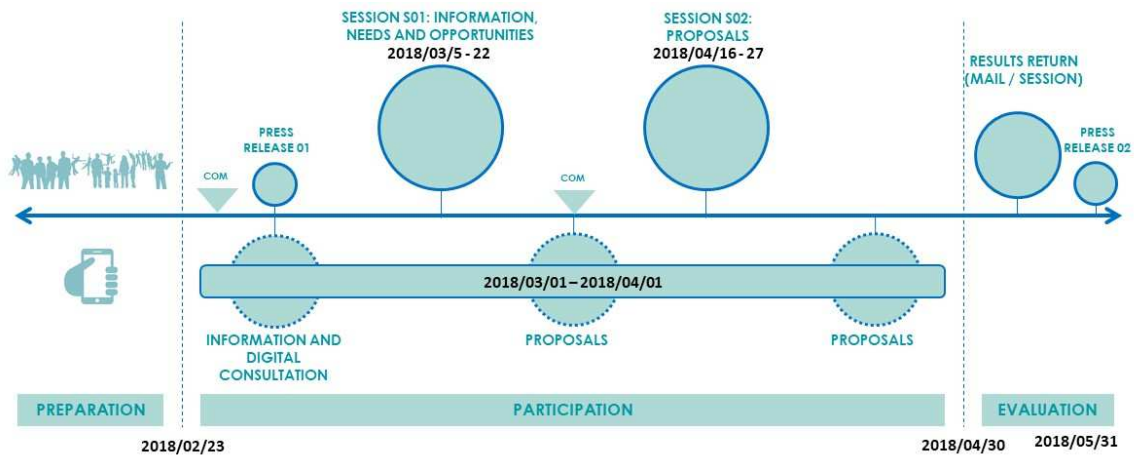 SESSION S01: INFORMATION,
NEEDS AND OPPORTUNITIES
2018/03/5 - 22
SESSION S02:
PROPOSALS
2018/04/16 - 27
RESULTS RETURN
(MAIL / SESSION)
PRESS
RELEASE 01
PRESS
RELEASE 02
COM
COM
2018/03/01 – 2018/04/01
INFORMATION AND
DIGITAL
CONSULTATION
PROPOSALS
PROPOSALS
PREPARATION
PARTICIPATION
EVALUATION
2018/02/23
2018/04/30
2018/05/31